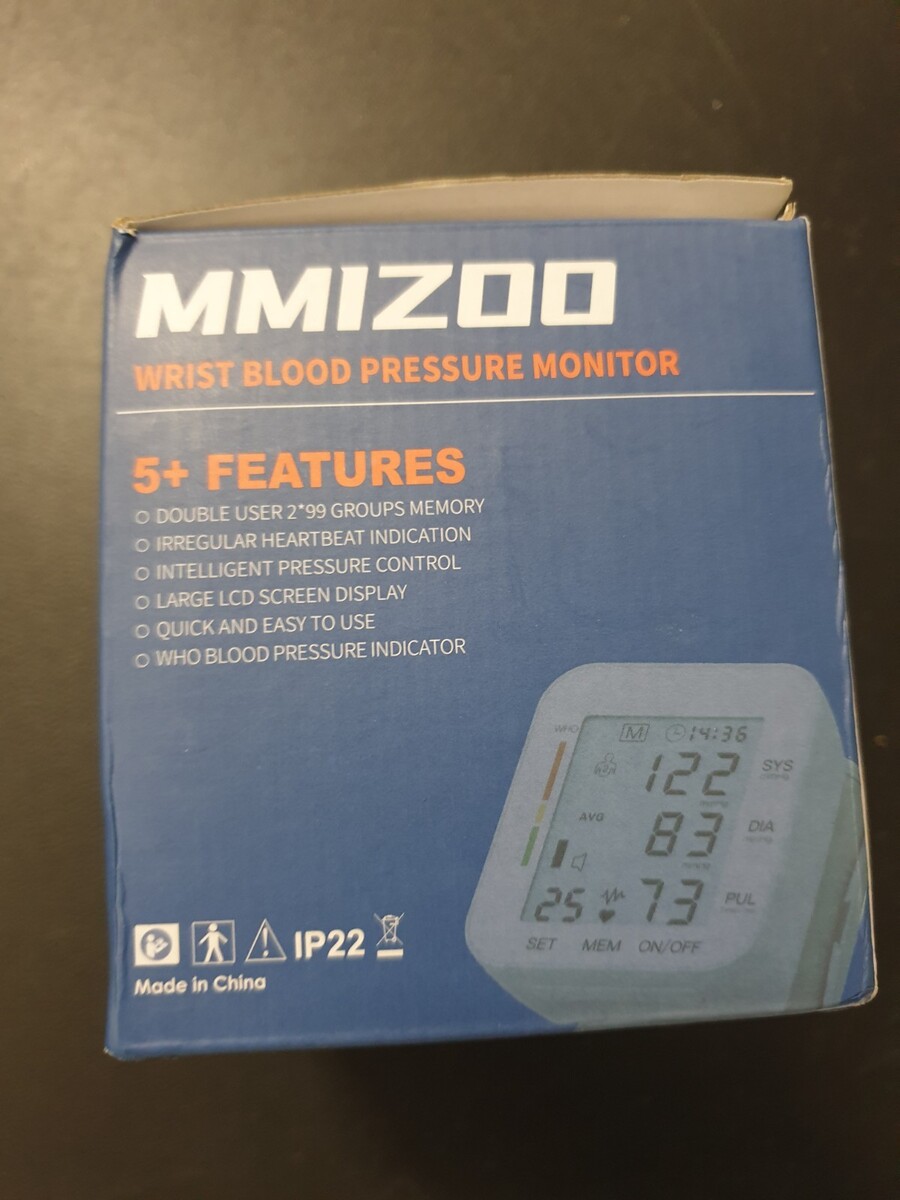 MMIZOO
WRIST BLOOD PRESSURE MONITOR
5+ FEATURES
DOUBLE USER 2*99 GROUPS MEMORY
IRREGULAR HEARTBEAT INDICATION
INTELLIGENT PRESSURE CONTROL
LARGE LCD SCREEN DISPLAY
QUICK AND EASY TO USE
WHO BLOOD PRESSURE INDICATOR
WHO M 14:36
122 SYS
AVG
83 DIA
25 73 PUL
SET MEM ON/OFF
IP22
Made in China